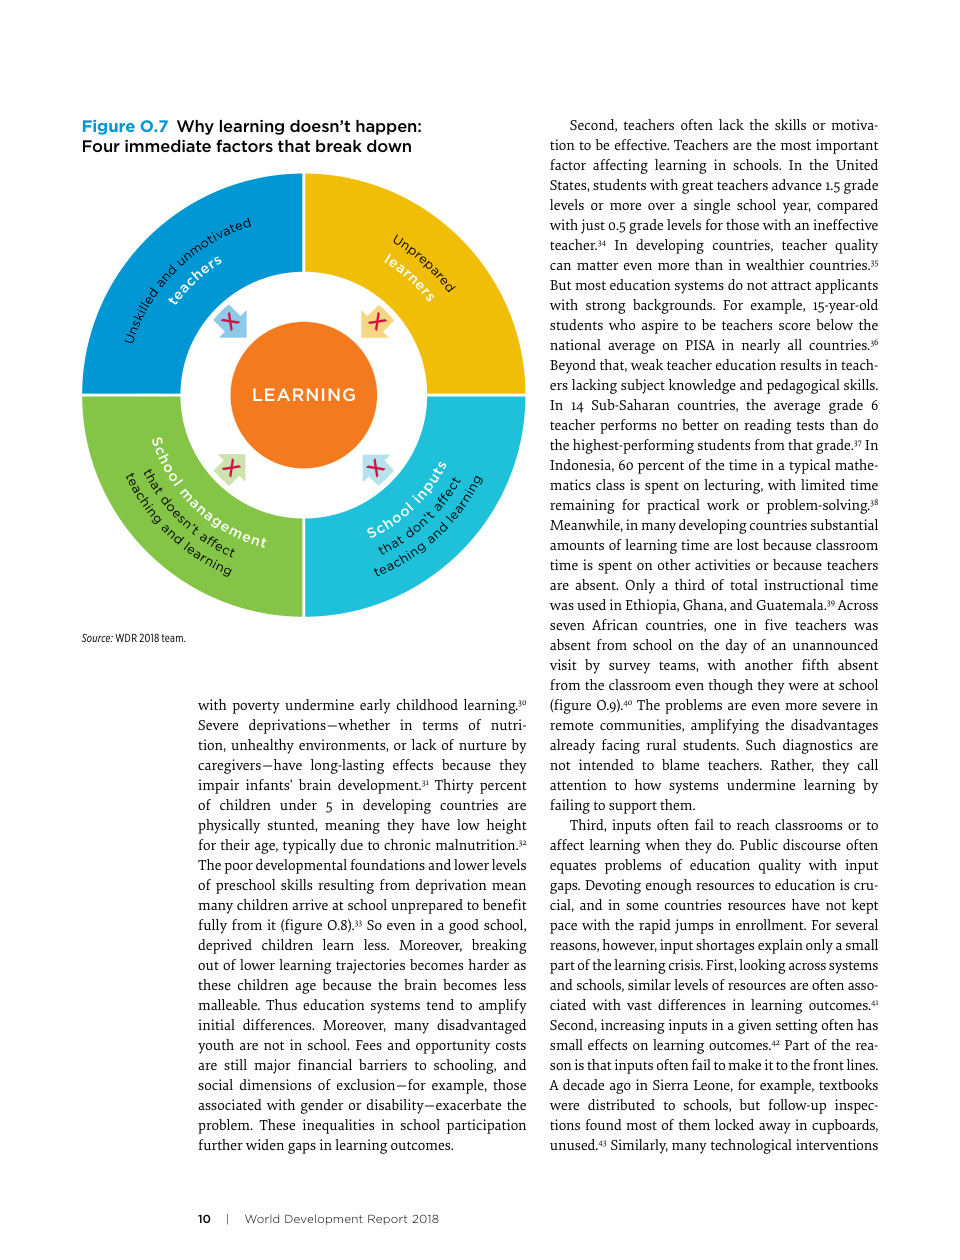 Figure O.7 Why learning doesn't happen:
Four immediate factors that break down
Unskilled and unmotivated
teachers
Unprepared
learners
LEARNING
School management
that doesn't affect
teaching and learning
School inputs
that don't affect
teaching and learning
Source: WDR 2018 team.
with poverty undermine early childhood learning.³⁰
Severe deprivations—whether in terms of nutri-
tion, unhealthy environments, or lack of nurture by
caregivers—have long-lasting effects because they
impair infants' brain development.³¹ Thirty percent
of children under 5 in developing countries are
physically stunted, meaning they have low height
for their age, typically due to chronic malnutrition.³²
The poor developmental foundations and lower levels
of preschool skills resulting from deprivation mean
many children arrive at school unprepared to benefit
fully from it (figure O.8).³³ So even in a good school,
deprived children learn less. Moreover, breaking
out of lower learning trajectories becomes harder as
these children age because the brain becomes less
malleable. Thus education systems tend to amplify
initial differences. Moreover, many disadvantaged
youth are not in school. Fees and opportunity costs
are still major financial barriers to schooling, and
social dimensions of exclusion—for example, those
associated with gender or disability—exacerbate the
problem. These inequalities in school participation
further widen gaps in learning outcomes.
Second, teachers often lack the skills or motiva-
tion to be effective. Teachers are the most important
factor affecting learning in schools. In the United
States, students with great teachers advance 1.5 grade
levels or more over a single school year, compared
with just 0.5 grade levels for those with an ineffective
teacher.³⁴ In developing countries, teacher quality
can matter even more than in wealthier countries.³⁵
But most education systems do not attract applicants
with strong backgrounds. For example, 15-year-old
students who aspire to be teachers score below the
national average on PISA in nearly all countries.³⁶
Beyond that, weak teacher education results in teach-
ers lacking subject knowledge and pedagogical skills.
In 14 Sub-Saharan countries, the average grade 6
teacher performs no better on reading tests than do
the highest-performing students from that grade.³⁷ In
Indonesia, 60 percent of the time in a typical mathe-
matics class is spent on lecturing, with limited time
remaining for practical work or problem-solving.³⁸
Meanwhile, in many developing countries substantial
amounts of learning time are lost because classroom
time is spent on other activities or because teachers
are absent. Only a third of total instructional time
was used in Ethiopia, Ghana, and Guatemala.³⁹ Across
seven African countries, one in five teachers was
absent from school on the day of an unannounced
visit by survey teams, with another fifth absent
from the classroom even though they were at school
(figure O.9).⁴⁰ The problems are even more severe in
remote communities, amplifying the disadvantages
already facing rural students. Such diagnostics are
not intended to blame teachers. Rather, they call
attention to how systems undermine learning by
failing to support them.
Third, inputs often fail to reach classrooms or to
affect learning when they do. Public discourse often
equates problems of education quality with input
gaps. Devoting enough resources to education is cru-
cial, and in some countries resources have not kept
pace with the rapid jumps in enrollment. For several
reasons, however, input shortages explain only a small
part of the learning crisis. First, looking across systems
and schools, similar levels of resources are often asso-
ciated with vast differences in learning outcomes.⁴¹
Second, increasing inputs in a given setting often has
small effects on learning outcomes.⁴² Part of the rea-
son is that inputs often fail to make it to the front lines.
A decade ago in Sierra Leone, for example, textbooks
were distributed to schools, but follow-up inspec-
tions found most of them locked away in cupboards,
unused.⁴³ Similarly, many technological interventions
10 | World Development Report 2018